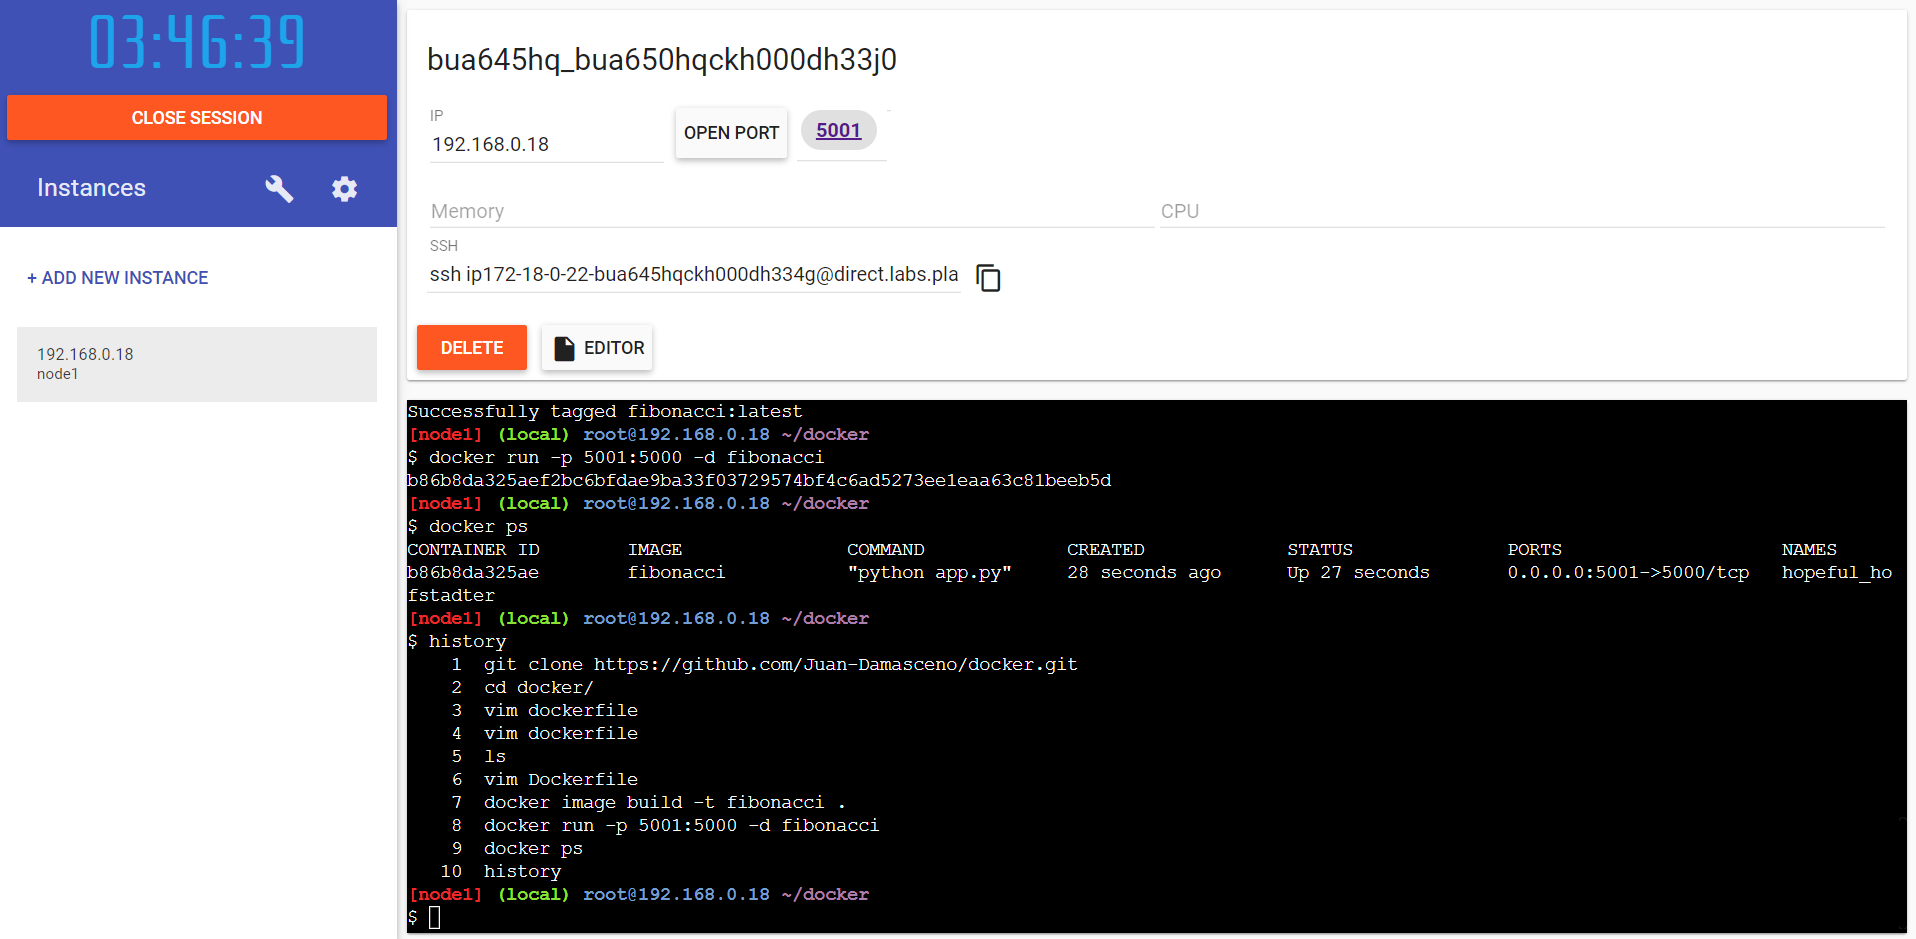 03:46:39
CLOSE SESSION
Instances
+ ADD NEW INSTANCE
192.168.0.18
node1
bua645hq_bua650hqckh000dh33j0
IP
192.168.0.18
OPEN PORT
5001
Memory
CPU
SSH
ssh ip172-18-0-22-bua645hqckh000dh334g@direct.labs.pla
DELETE
EDITOR
Successfully tagged fibonacci:latest
[node1] (local) root@192.168.0.18 ~/docker
$ docker run -p 5001:5000 -d fibonacci
b86b8da325aef2bc6bfdae9ba33f03729574bf4c6ad5273ee1eaa63c81beeb5d
[node1] (local) root@192.168.0.18 ~/docker
$ docker ps
CONTAINER ID IMAGE COMMAND CREATED STATUS PORTS NAMES
b86b8da325ae fibonacci "python app.py" 28 seconds ago Up 27 seconds 0.0.0.0:5001->5000/tcp hopeful_ho
fstadter
[node1] (local) root@192.168.0.18 ~/docker
$ history
1 git clone https://github.com/Juan-Damasceno/docker.git
2 cd docker/
3 vim dockerfile
4 vim dockerfile
5 ls
6 vim Dockerfile
7 docker image build -t fibonacci .
8 docker run -p 5001:5000 -d fibonacci
9 docker ps
10 history
[node1] (local) root@192.168.0.18 ~/docker
$